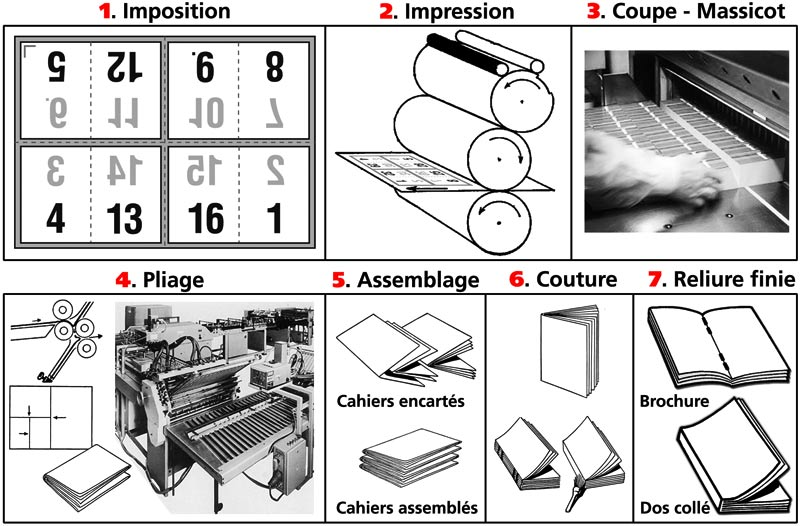 1. Imposition
5 12 9. 8
6. 11 10 7
3 14 15 2
4 13 16 1
2. Impression
3. Coupe - Massicot
4. Pliage
5. Assemblage
Cahiers encartés
Cahiers assemblés
6. Couture
7. Reliure finie
Brochure
Dos collé